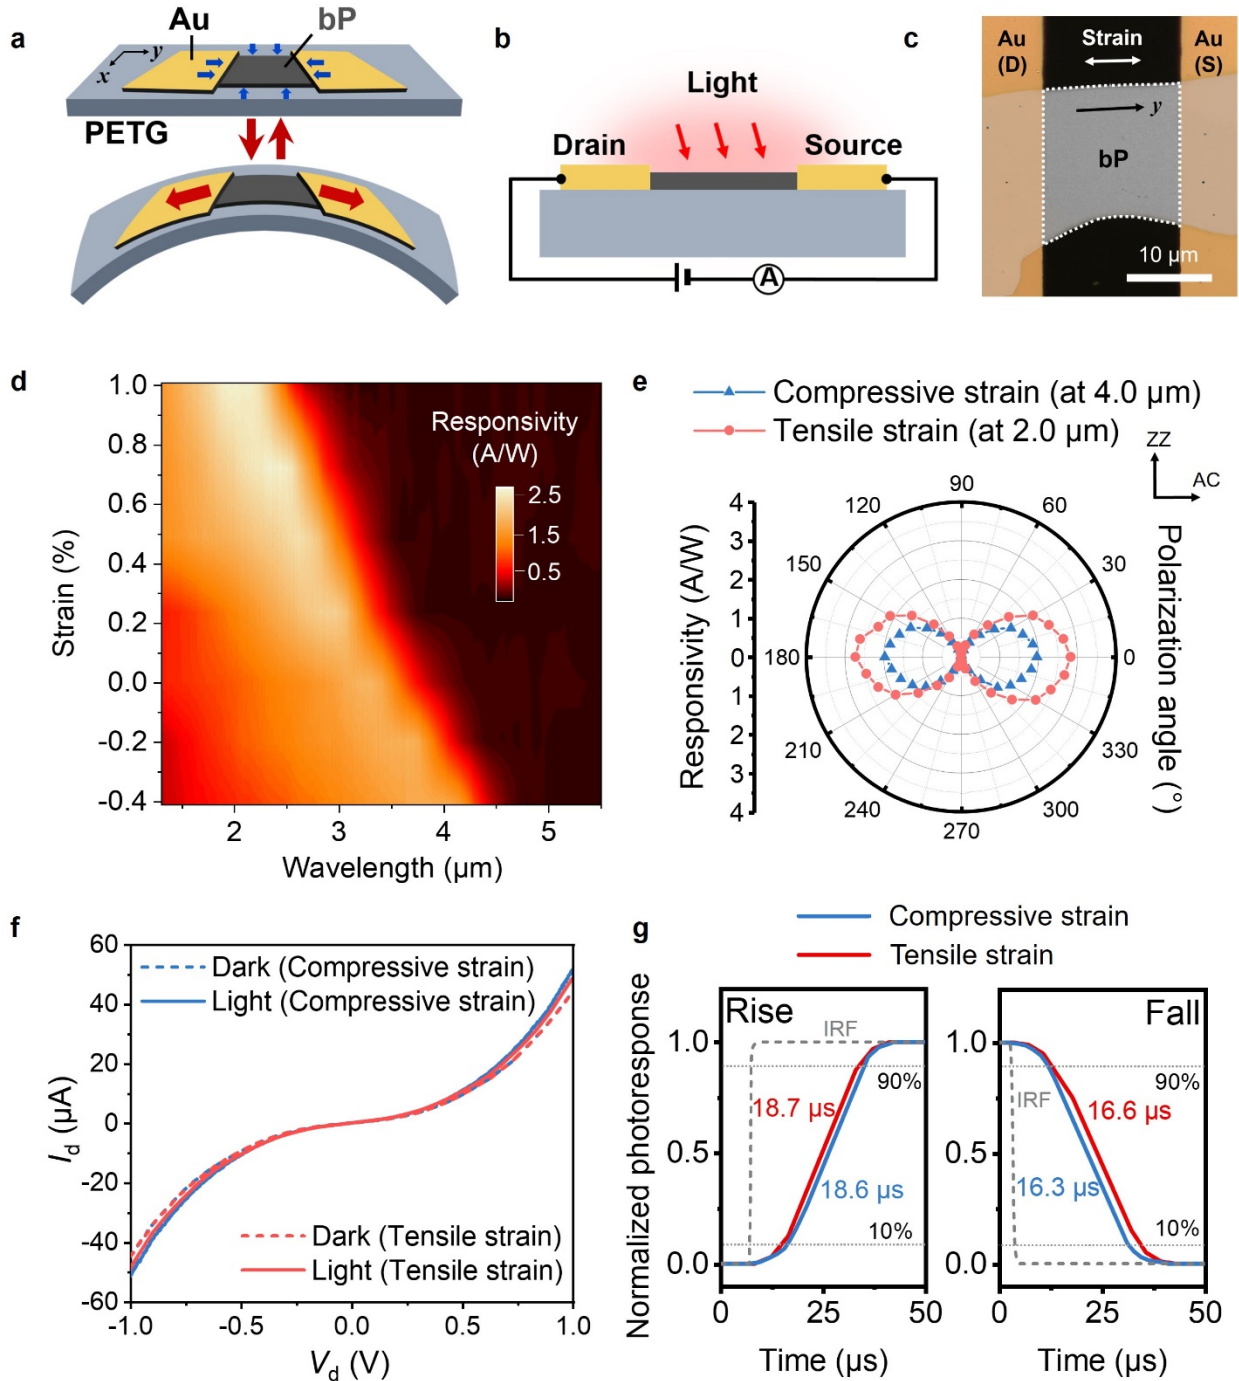 a
Au
bP
y
x
PETG
b
Light
Drain
Source
A
c
Au
(D)
Strain
Au
(S)
y
bP
10 µm
d
1.0
0.8
0.6
0.4
0.2
0.0
-0.2
-0.4
Strain (%)
Responsivity
(A/W)
2.5
1.5
0.5
2
3
4
5
Wavelength (µm)
e
Compressive strain (at 4.0 µm)
Tensile strain (at 2.0 µm)
ZZ
AC
Responsivity (A/W)
4
3
2
1
0
1
2
3
4
90
60
30
0
330
300
270
240
210
180
150
120
Polarization angle (°)
f
60
40
20
0
-20
-40
-60
I_d (µA)
Dark (Compressive strain)
Light (Compressive strain)
Dark (Tensile strain)
Light (Tensile strain)
-1.0
-0.5
0.0
0.5
1.0
V_d (V)
g
Compressive strain
Tensile strain
Normalized photoresponse
1.0
0.5
0.0
Rise
IRF
90%
18.7 µs
18.6 µs
10%
0
25
50
Time (µs)
1.0
0.5
0.0
Fall
90%
IRF
16.6 µs
16.3 µs
10%
0
25
50
Time (µs)